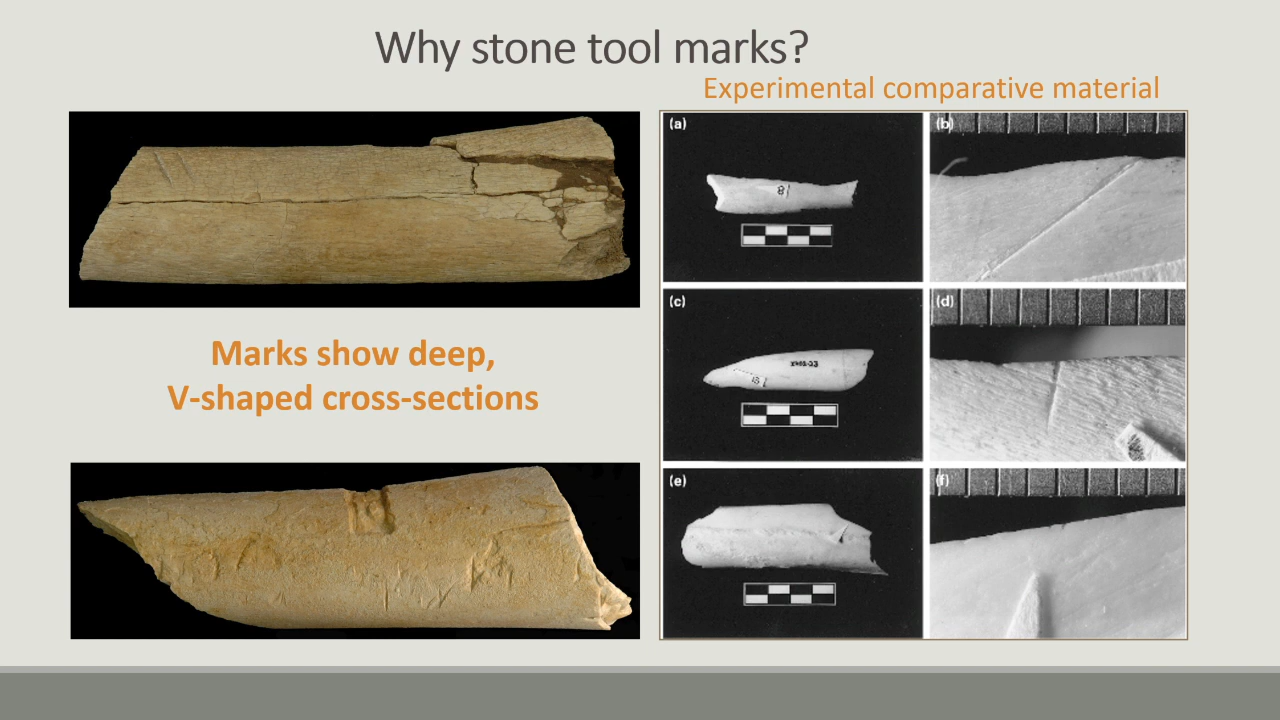 Why stone tool marks?
Experimental comparative material
Marks show deep,
V-shaped cross-sections
(a)
(b)
(c)
(d)
(e)
(f)